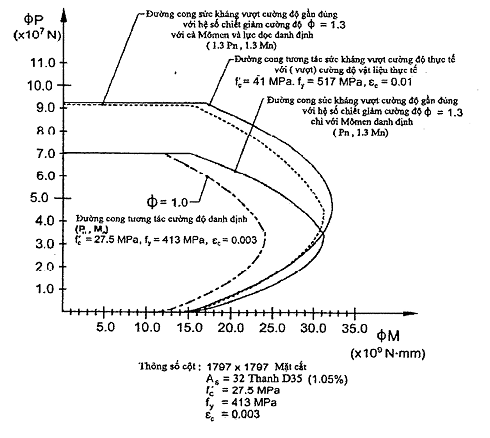 ΦP
(x10⁷ N)
Đường cong sức kháng vượt cường độ gần đúng
với hệ số chiết giảm cường độ Φ = 1.3
với cả Mômen và lực dọc danh định
(1.3 Pn , 1.3 Mn)
Đường cong tương tác sức kháng vượt cường độ thực tế
với ( vượt) cường độ vật liệu thực tế
f'c = 41 MPa. fy = 517 MPa, εc = 0.01
Đường cong sức kháng vượt cường độ gần đúng
với hệ số chiết giảm cường độ Φ = 1.3
chỉ với Mômen danh định
(Pn , 1.3 Mn)
11.0
9.0
7.0
6.0
5.0
4.0
3.0
2.0
1.0
Φ = 1.0
Đường cong tương tác cường độ danh định
(Pn , Mn)
f'c = 27.5 MPa, fy = 413 MPa, εc = 0.003
5.0 10.0 15.0 20.0 25.0 30.0 35.0
ΦM
(x10⁹ N-mm)
Thông số cột : 1797 x 1797 Mặt cắt
As = 32 Thanh D35 (1.05%)
f'c = 27.5 MPa
fy = 413 MPa
εc = 0.003